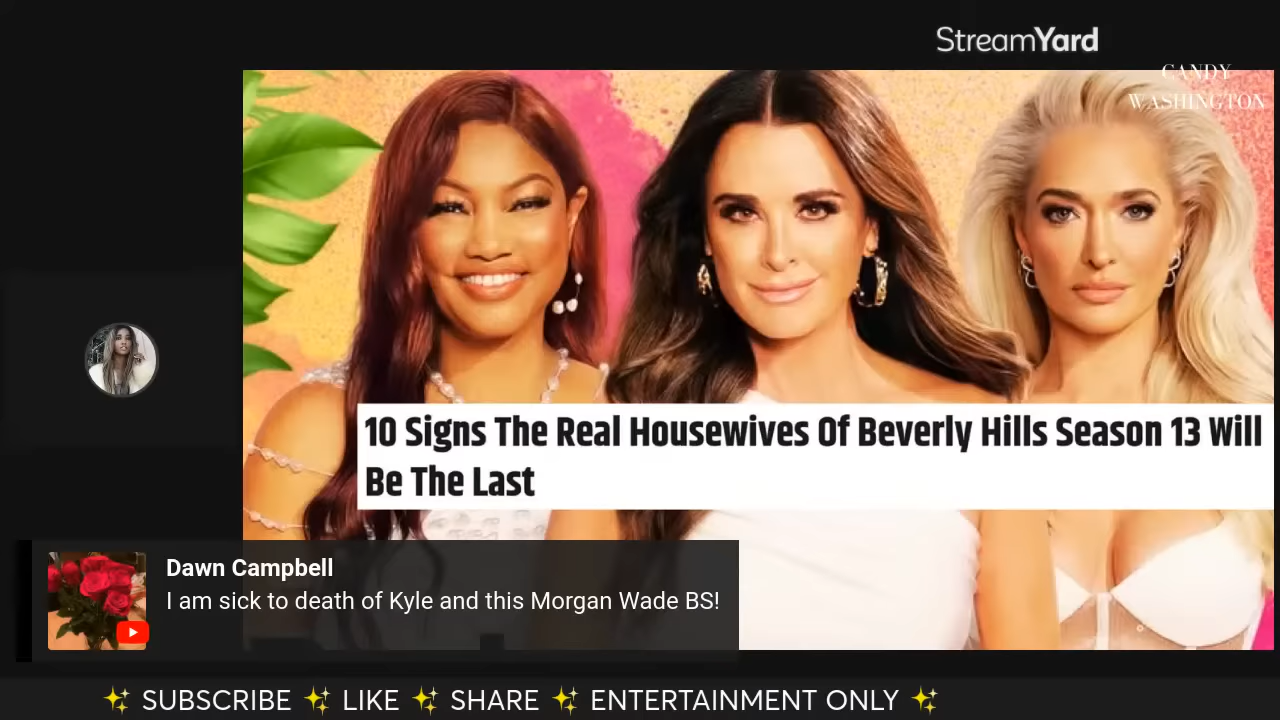 StreamYard
CANDY
WASHINGTON
10 Signs The Real Housewives Of Beverly Hills Season 13 Will
Be The Last
Dawn Campbell
I am sick to death of Kyle and this Morgan Wade BS!
✨ SUBSCRIBE ✨ LIKE ✨ SHARE ✨ ENTERTAINMENT ONLY ✨